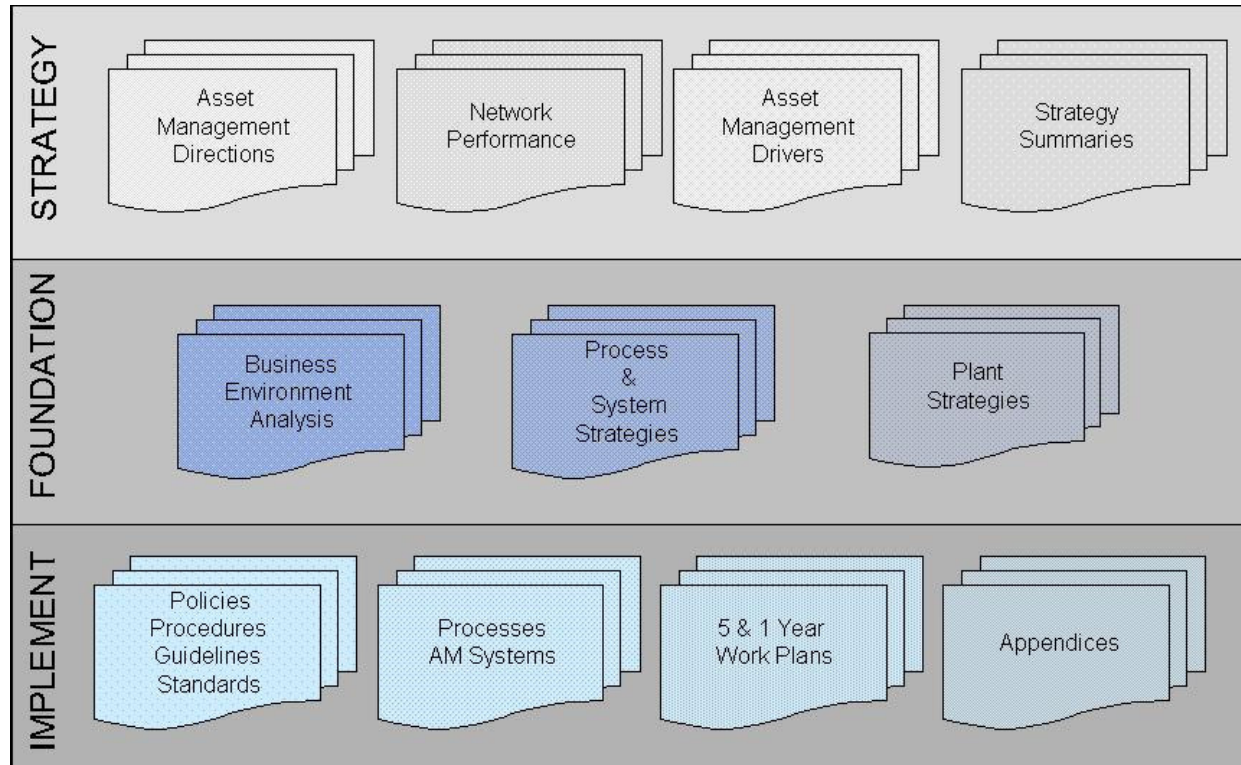 STRATEGY
Asset
Management
Directions
Network
Performance
Asset
Management
Drivers
Strategy
Summaries
FOUNDATION
Business
Environment
Analysis
Process
&
System
Strategies
Plant
Strategies
IMPLEMENT
Policies
Procedures
Guidelines
Standards
Processes
AM Systems
5 & 1 Year
Work Plans
Appendices